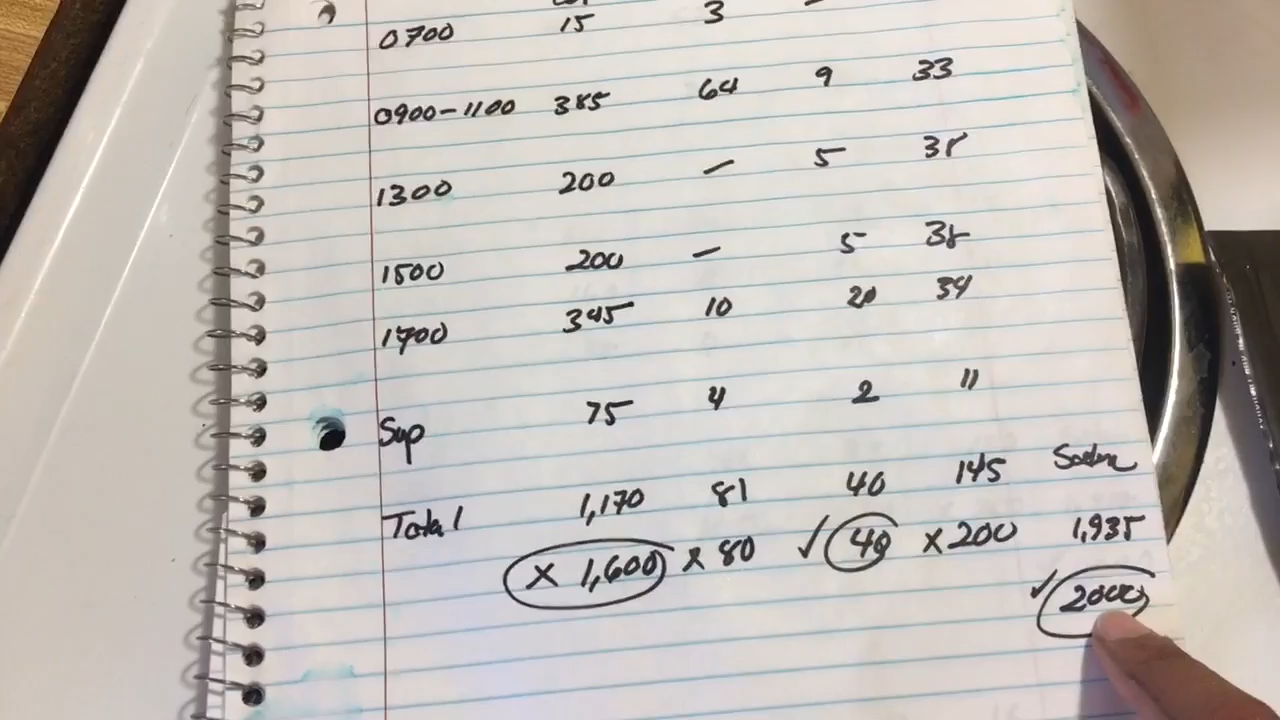 0700 15 3 -
0900-1100 385 64 9 33
1300 200 - 5 38
1500 200 - 5 38
1700 345 10 20 34
Sup 75 4 2 11
Total 1,170 81 40 145 Sodium
× 1,600 × 80 ✓ 40 × 200 1,935
✓ 2000